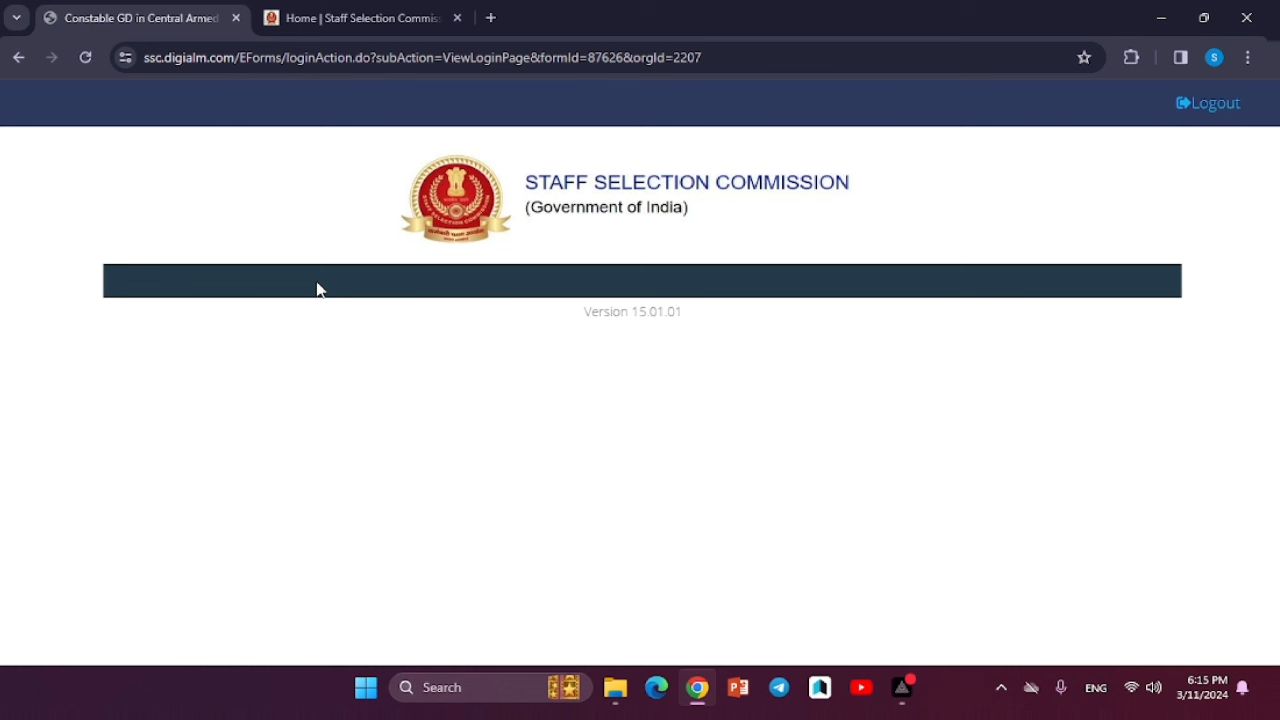 Constable GD in Central Armed
Home | Staff Selection Commis
ssc.digialm.com/EForms/loginAction.do?subAction=ViewLoginPage&formId=87626&orgId=2207
S
Logout
STAFF SELECTION COMMISSION
(Government of India)
Version 15.01.01
Search
ENG
6:15 PM
3/11/2024